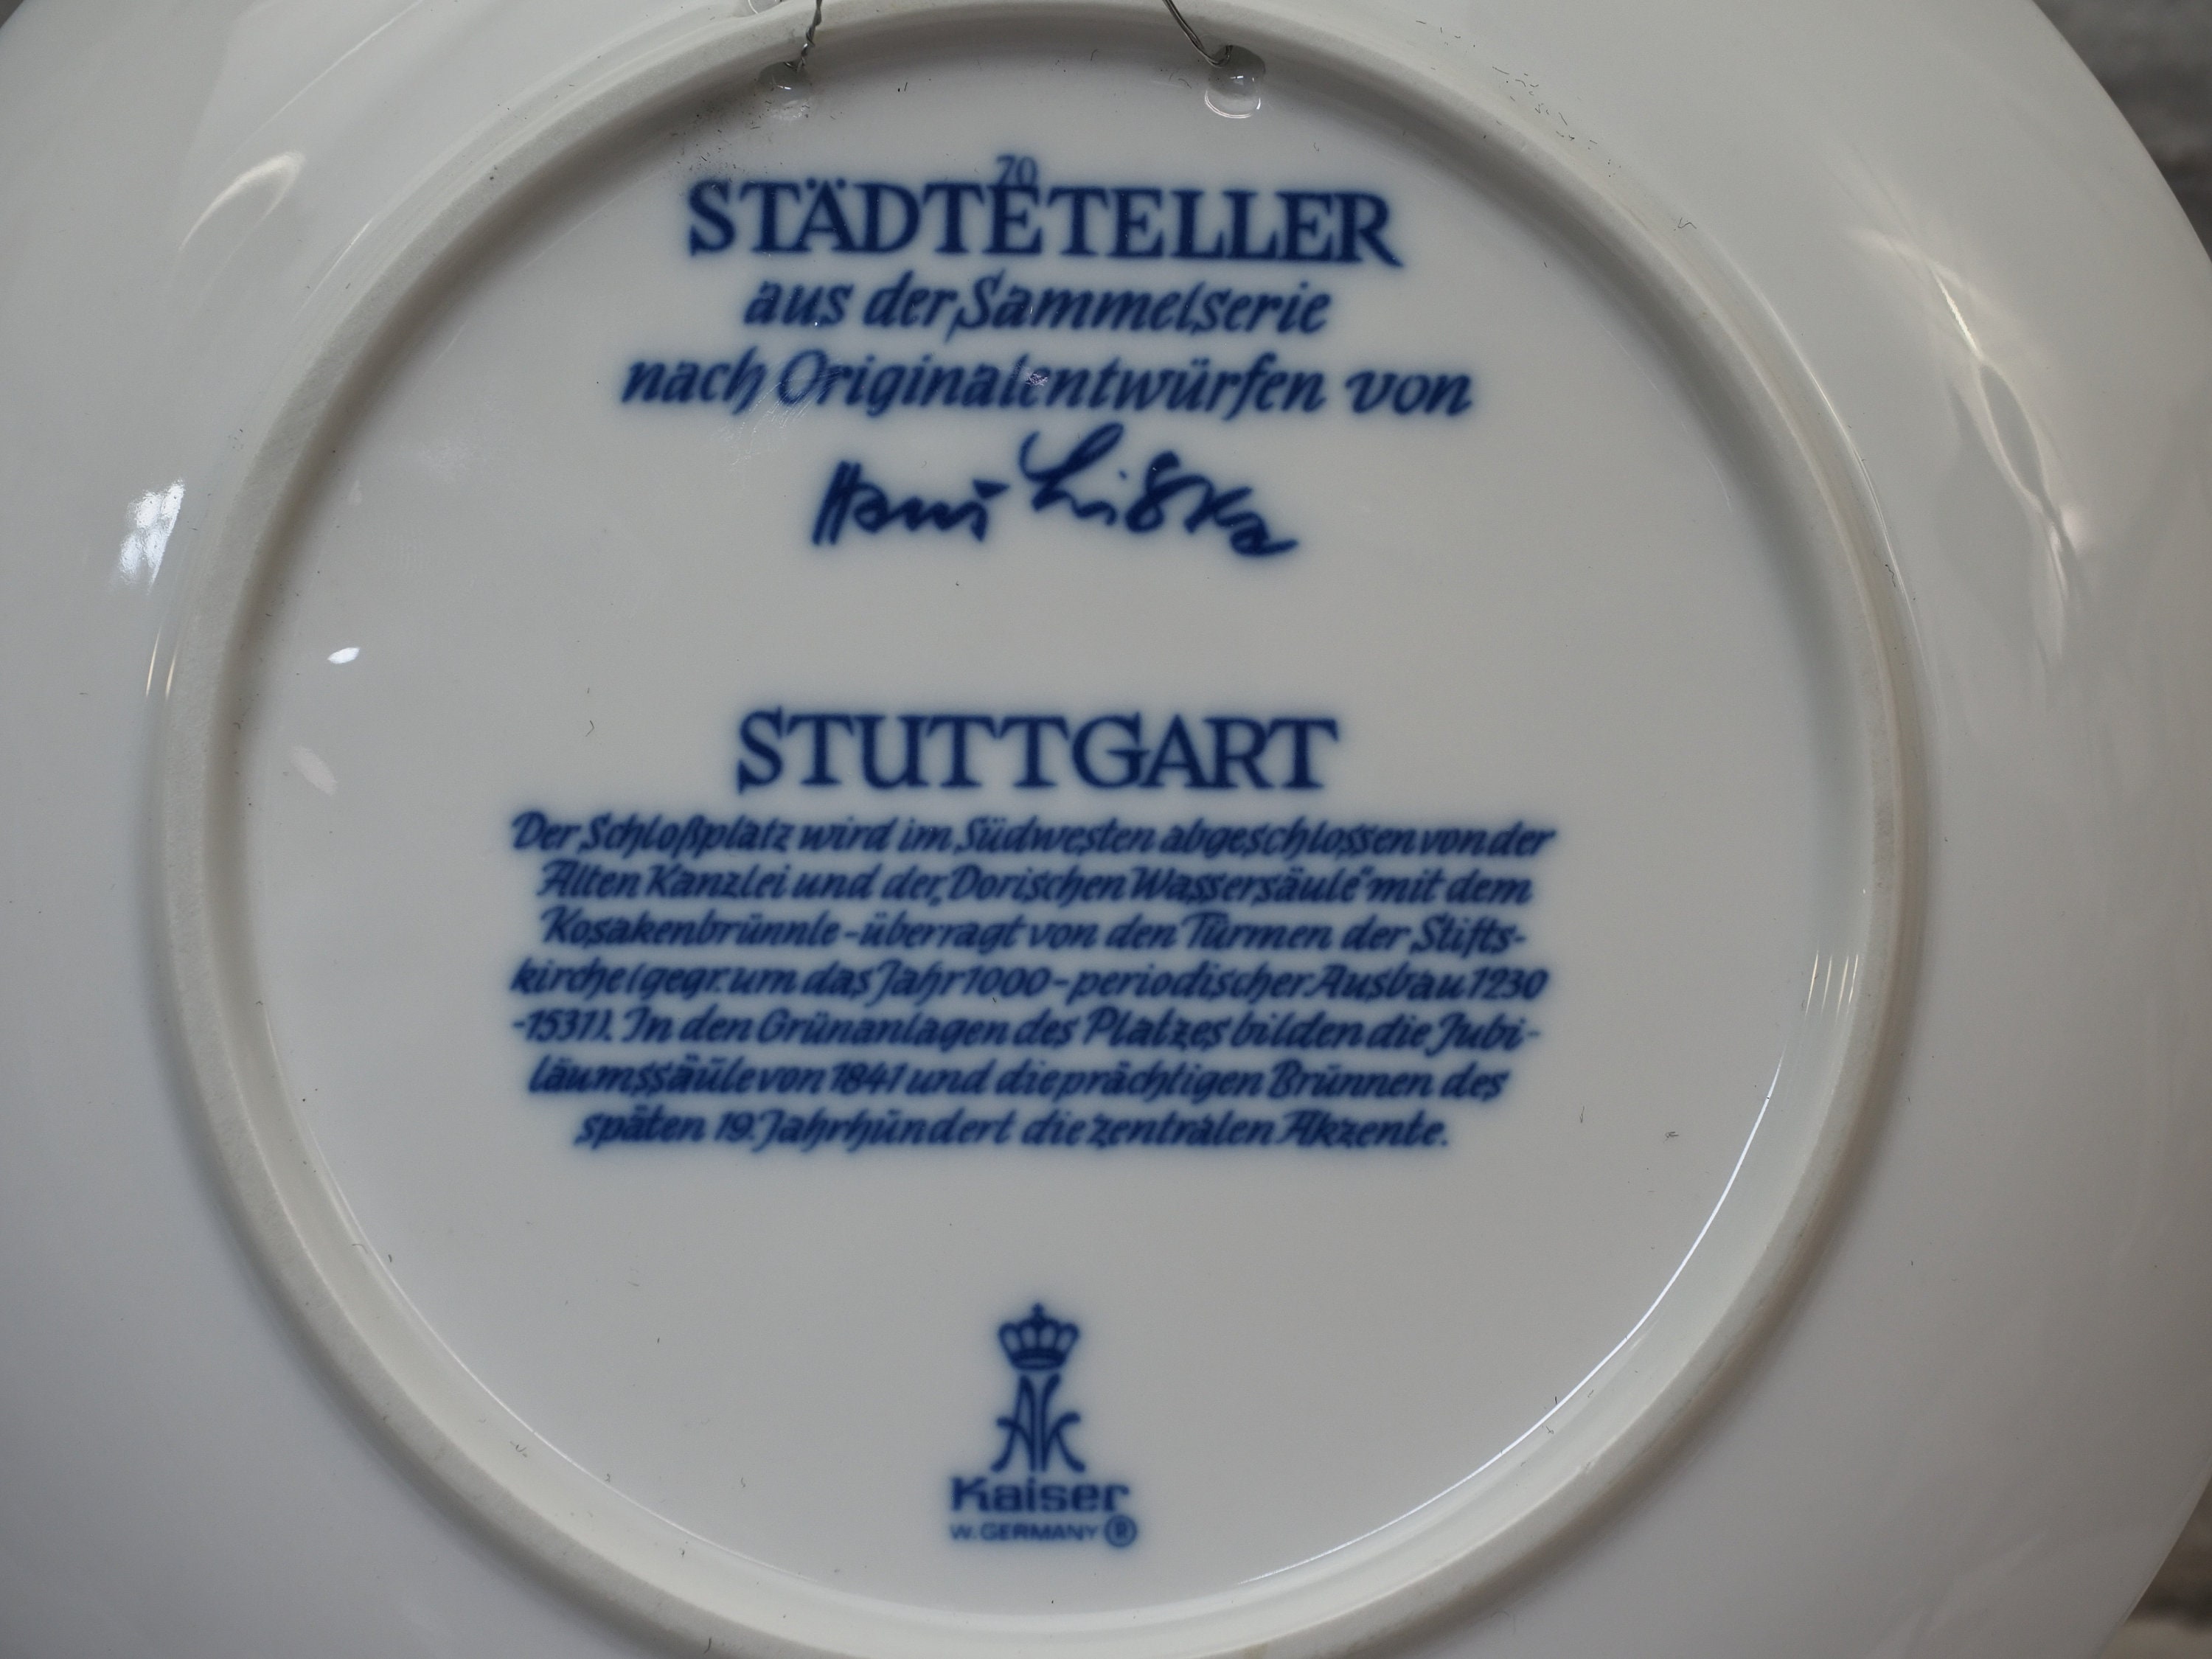 70
STÄDTETELLER
aus der Sammelserie
nach Originalentwürfen von
Hans Liska
STUTTGART
Der Schloßplatz wird im Südwesten abgeschlossen von der
Alten Kanzlei und der „Dorischen Wassersäule“ mit dem
Kosakenbrünnle - überragt von den Türmen der Stifts-
kirche (gegr. um das Jahr 1000 - periodischer Ausbau 1230
-1531). In den Grünanlagen des Platzes bilden die Jubi-
läumssäule von 1841 und die prächtigen Brunnen des
späten 19. Jahrhundert die zentralen Akzente.
AK
Kaiser
W. GERMANY ®